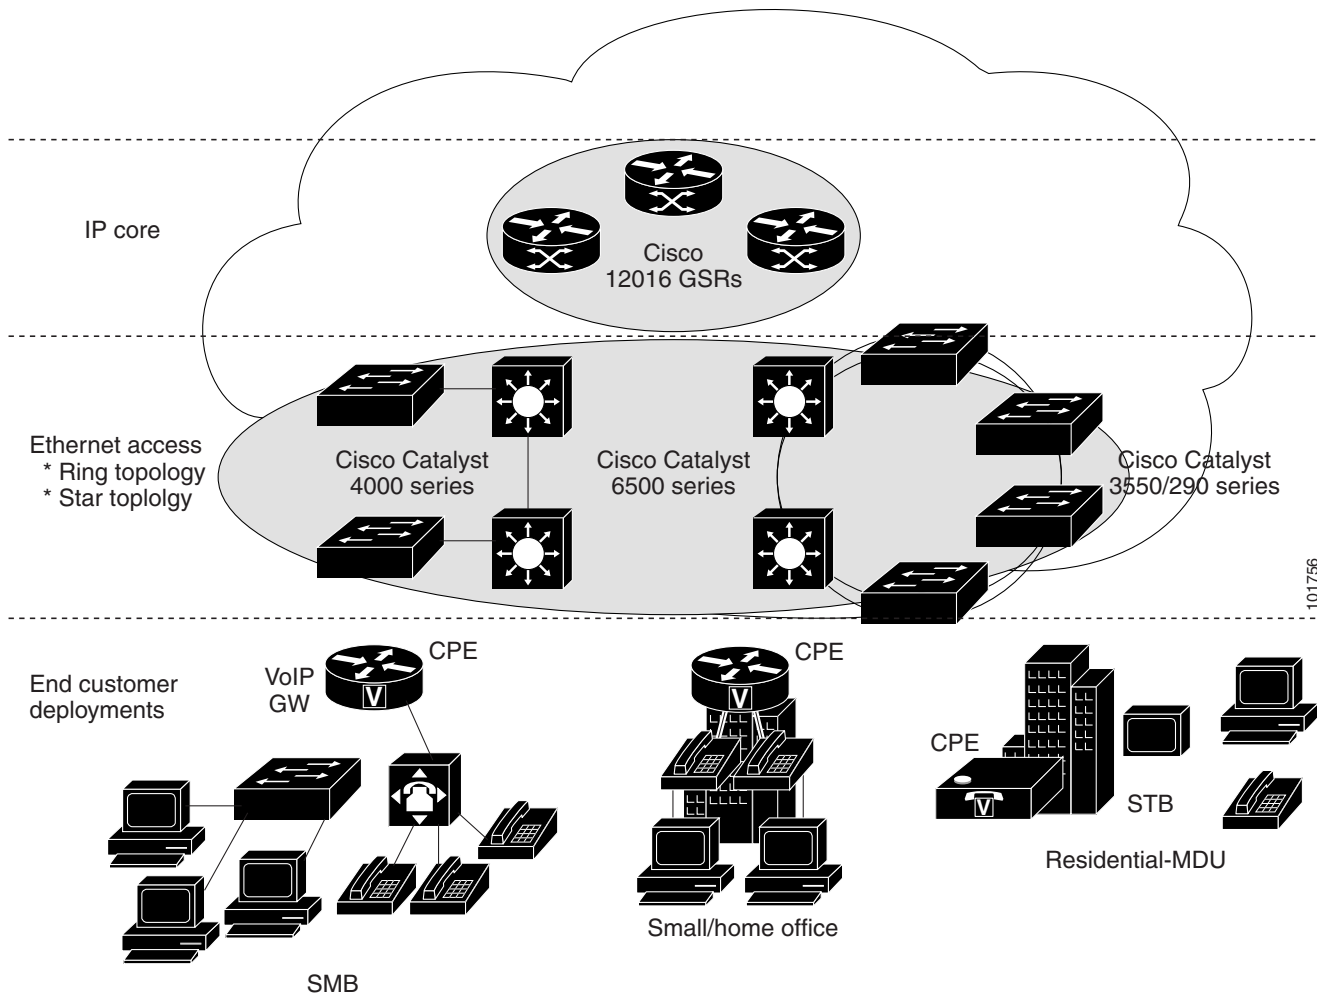 IP core
Cisco
12016 GSRs
Ethernet access
* Ring topology
* Star toplolgy
Cisco Catalyst
4000 series
Cisco Catalyst
6500 series
Cisco Catalyst
3550/290 series
101756
End customer
deployments
VoIP
GW
CPE
V
SMB
CPE
V
Small/home office
CPE
V
STB
Residential-MDU